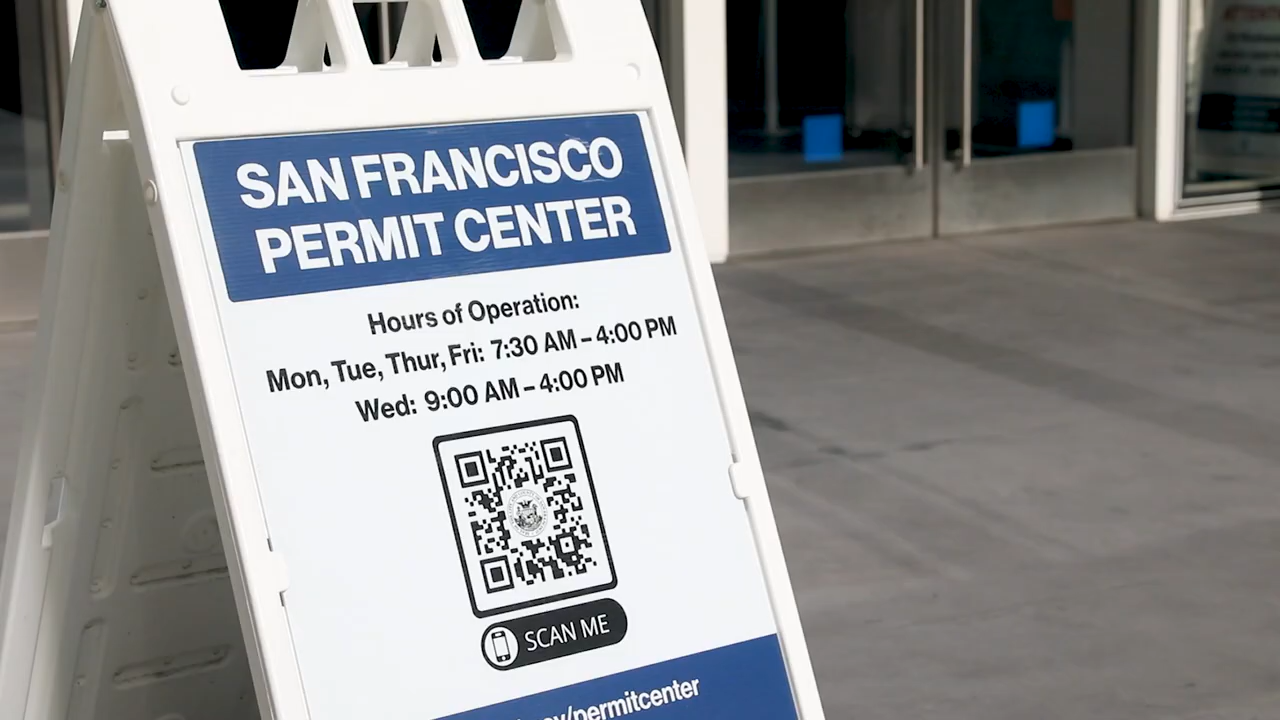 SAN FRANCISCO
PERMIT CENTER
Hours of Operation:
Mon, Tue, Thur, Fri: 7:30 AM – 4:00 PM
Wed: 9:00 AM – 4:00 PM
SCAN ME
/permitcenter